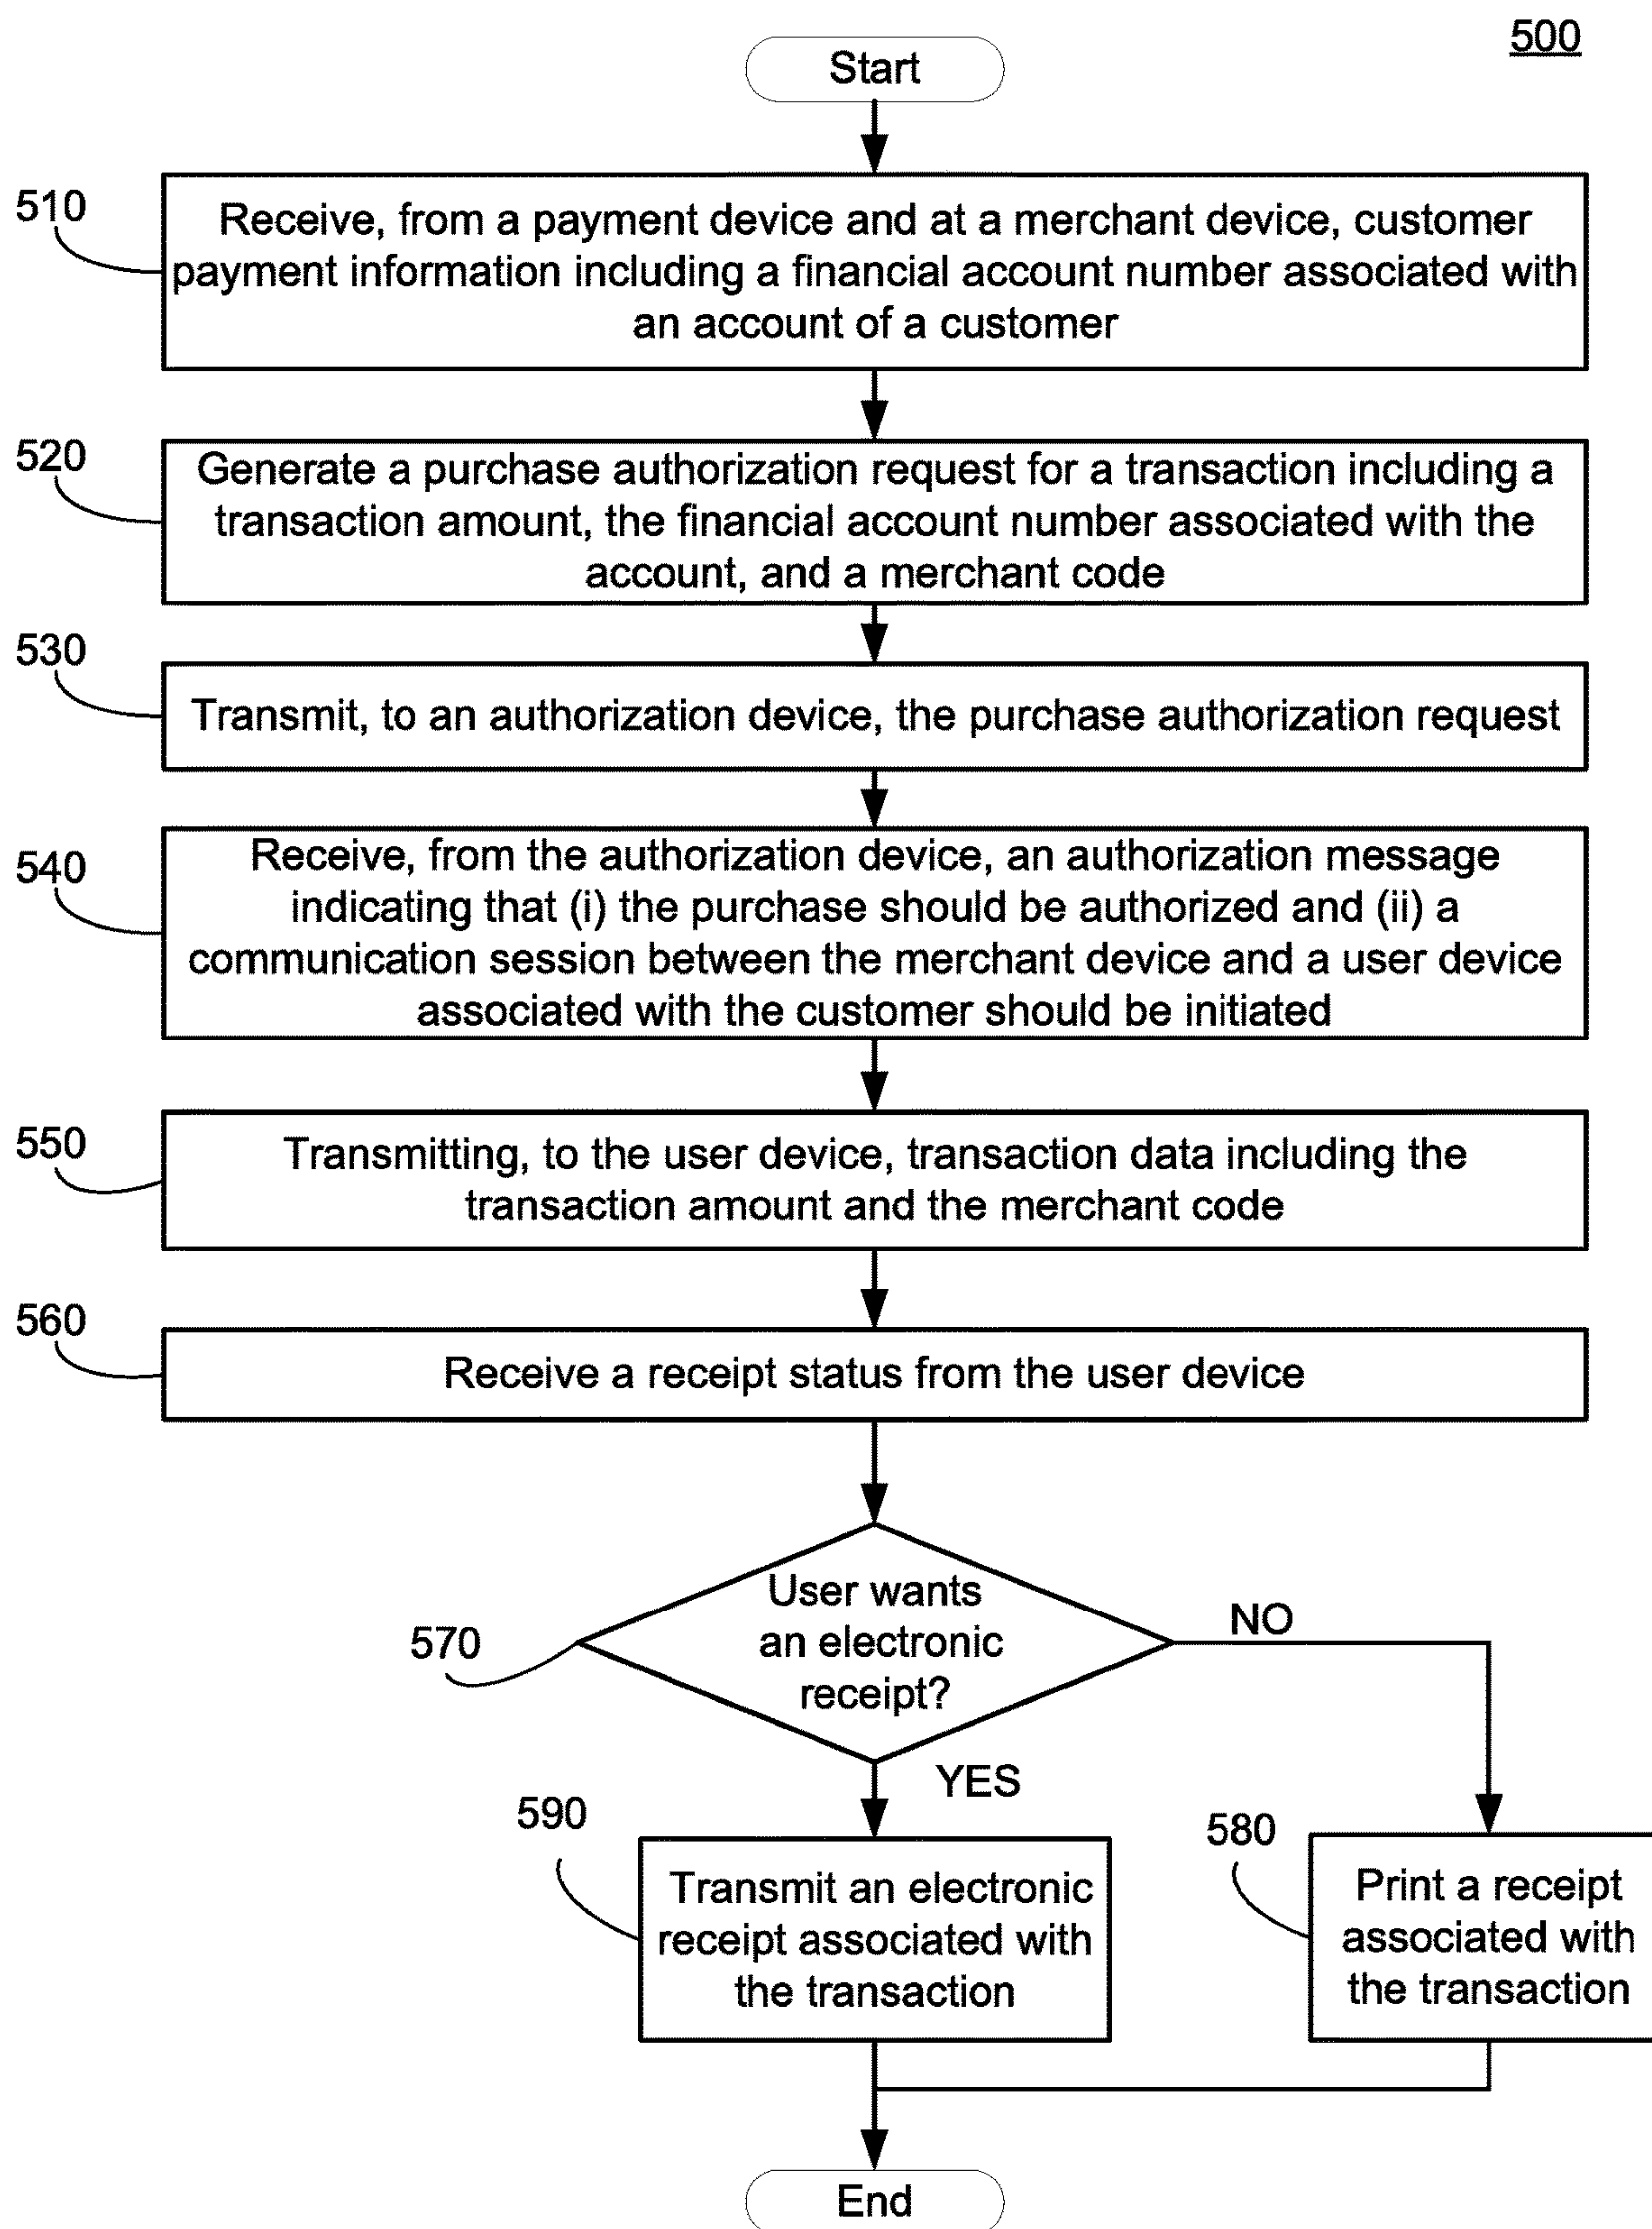 500
Start
510
Receive, from a payment device and at a merchant device, customer
payment information including a financial account number associated with
an account of a customer
520
Generate a purchase authorization request for a transaction including a
transaction amount, the financial account number associated with the
account, and a merchant code
530
Transmit, to an authorization device, the purchase authorization request
540
Receive, from the authorization device, an authorization message
indicating that (i) the purchase should be authorized and (ii) a
communication session between the merchant device and a user device
associated with the customer should be initiated
550
Transmitting, to the user device, transaction data including the
transaction amount and the merchant code
560
Receive a receipt status from the user device
570
User wants
an electronic
receipt?
NO
YES
590
Transmit an electronic
receipt associated with
the transaction
580
Print a receipt
associated with
the transaction
End